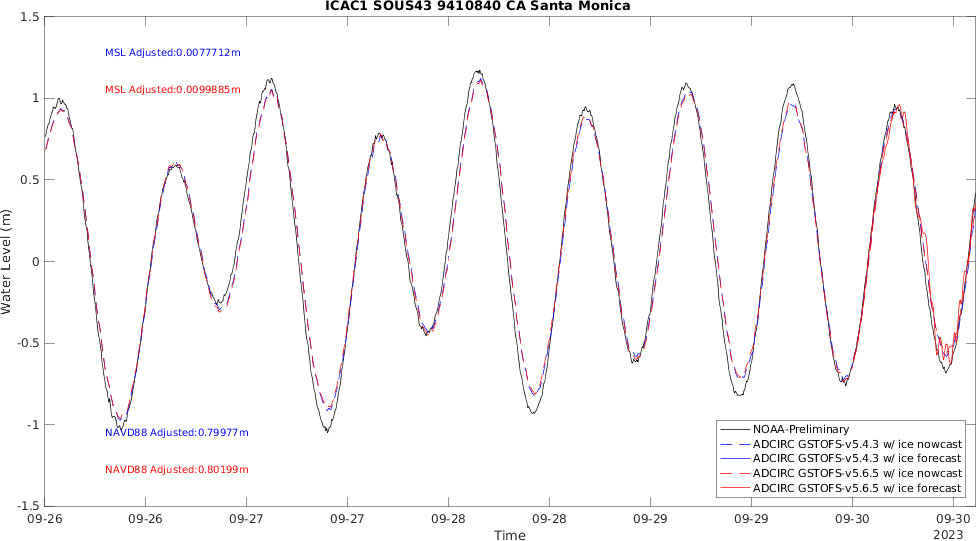 ICAC1 SOUS43 9410840 CA Santa Monica
1.5
MSL Adjusted:0.0077712m
MSL Adjusted:0.0099885m
1
0.5
0
-0.5
-1
-1.5
Water Level (m)
NAVD88 Adjusted:0.79977m
NAVD88 Adjusted:0.80199m
NOAA-Preliminary
ADCIRC GSTOFS-v5.4.3 w/ ice nowcast
ADCIRC GSTOFS-v5.4.3 w/ ice forecast
ADCIRC GSTOFS-v5.6.5 w/ ice nowcast
ADCIRC GSTOFS-v5.6.5 w/ ice forecast
09-26 09-26 09-27 09-27 09-28 09-28 09-29 09-29 09-30 09-30
2023
Time